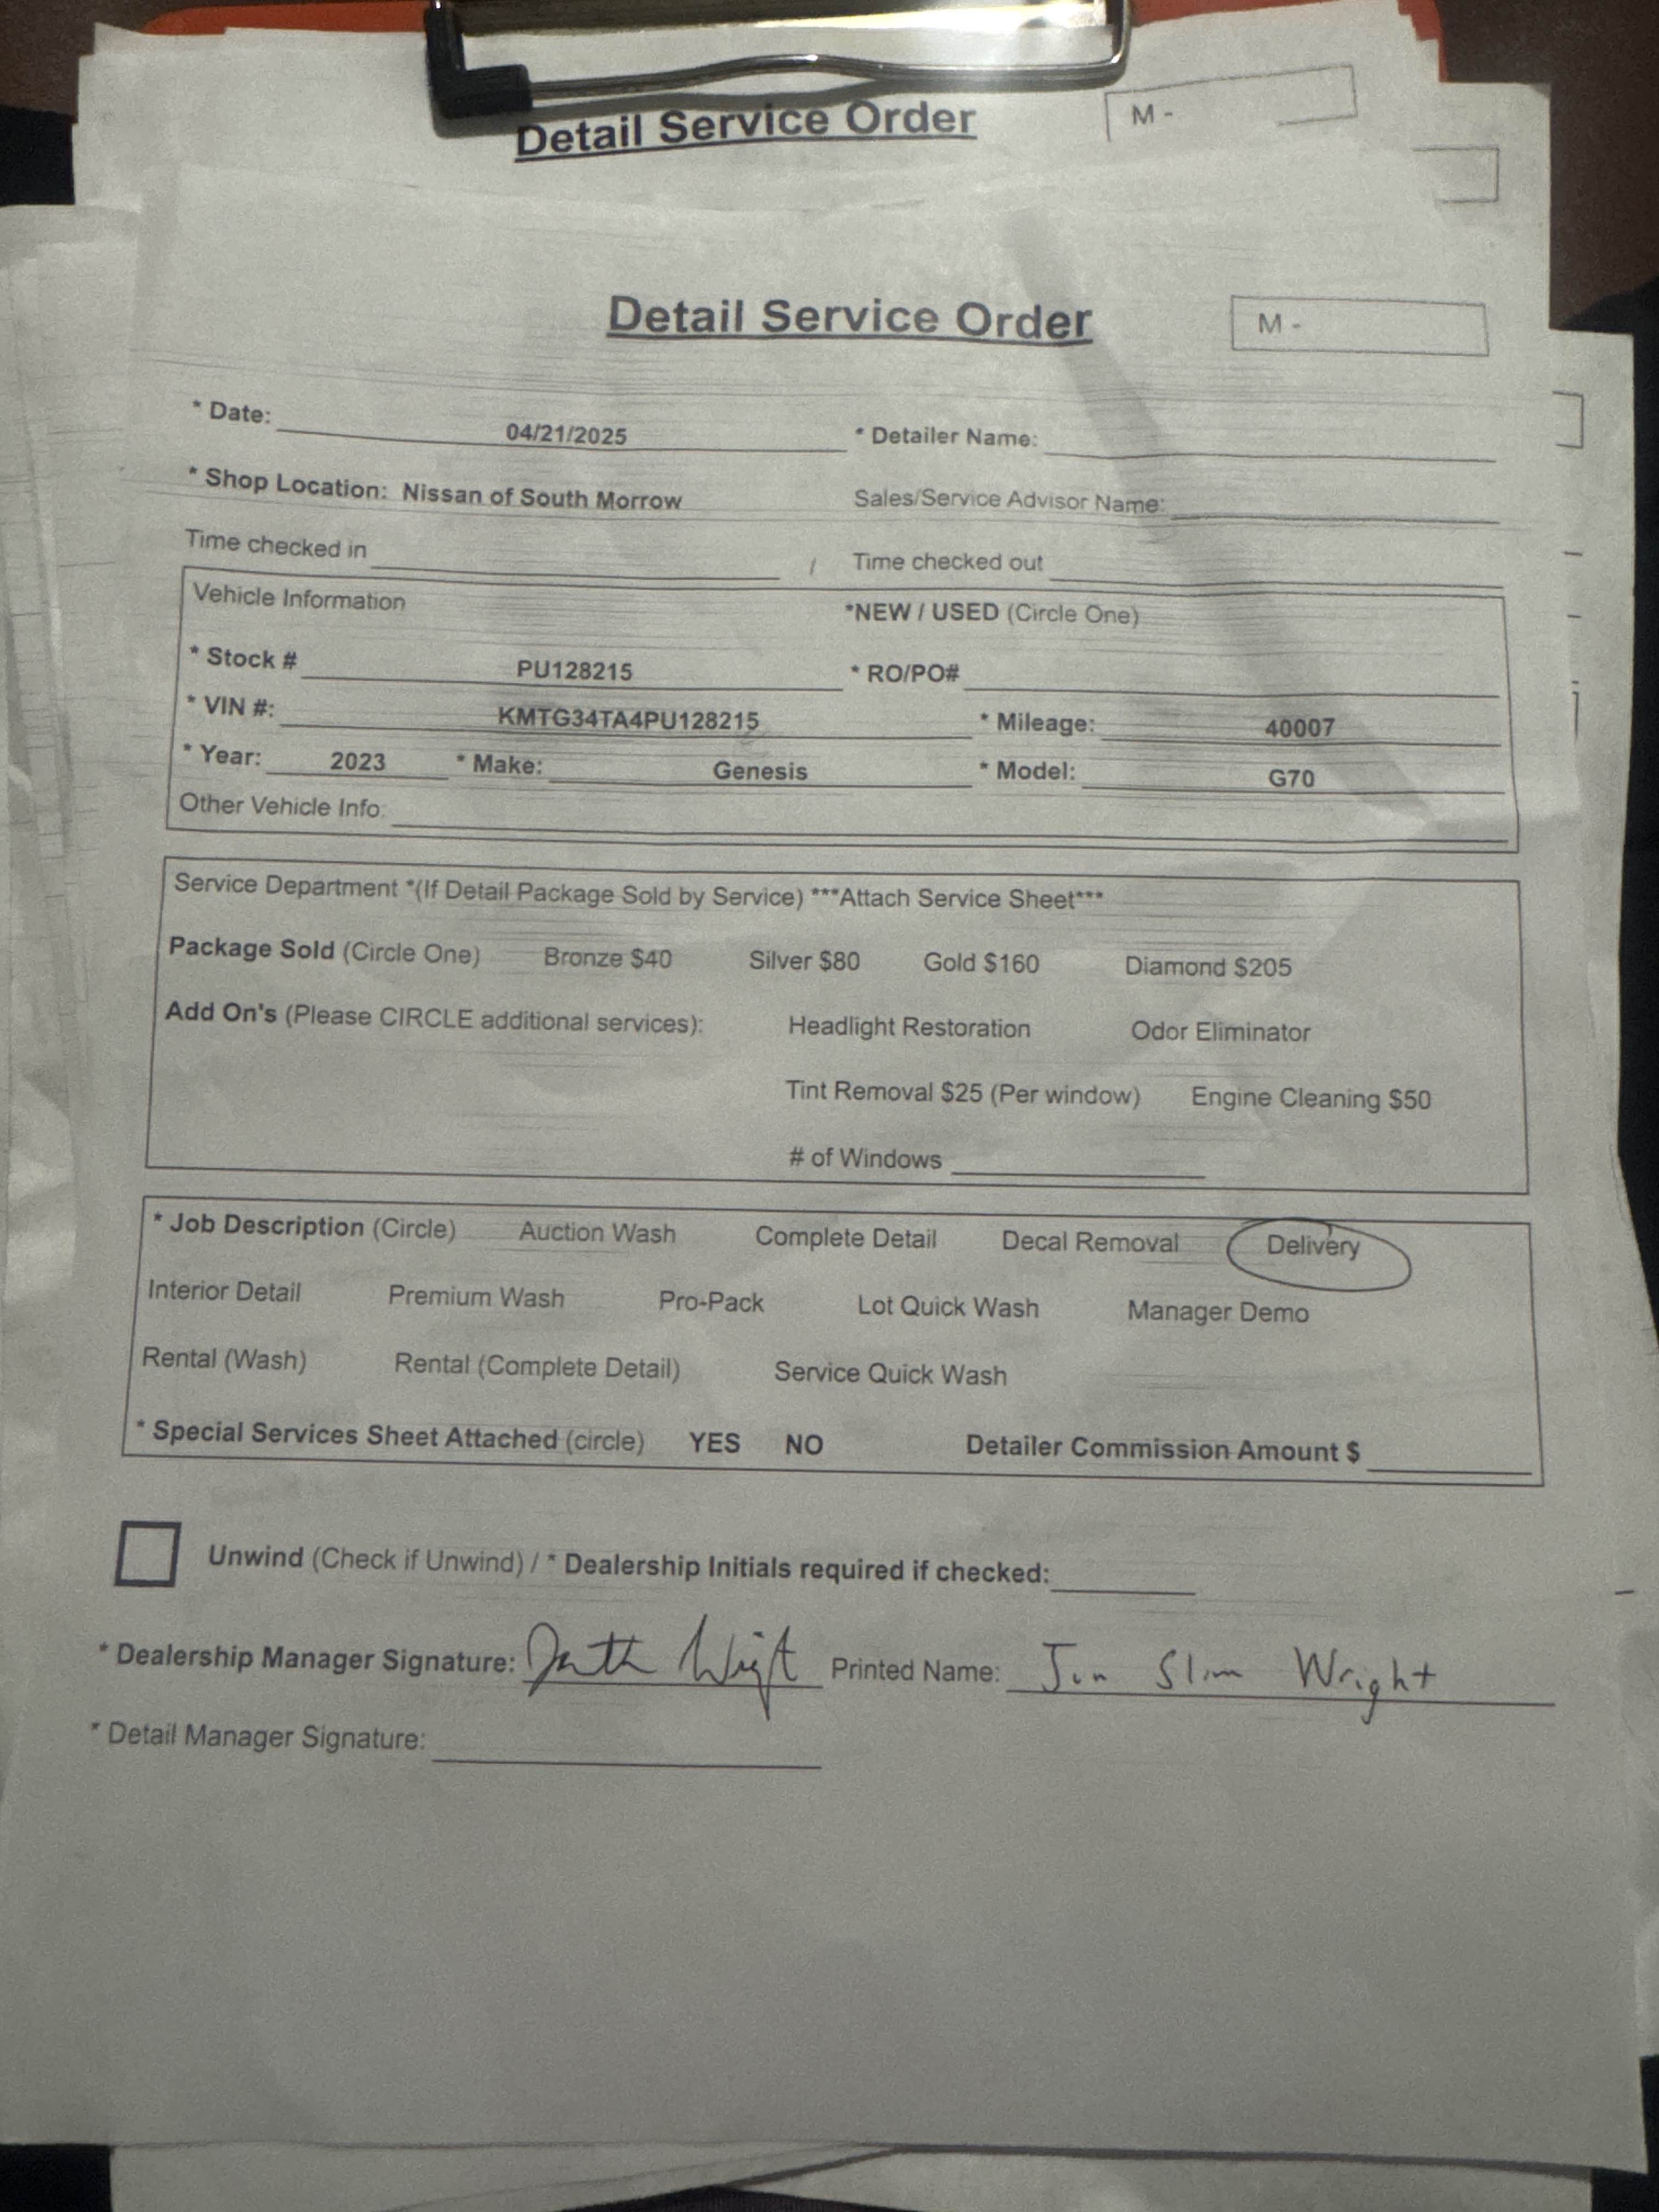 Detail Service Order
M -
Detail Service Order
M -
* Date: 04/21/2025 * Detailer Name:
* Shop Location: Nissan of South Morrow Sales/Service Advisor Name:
Time checked in / Time checked out
Vehicle Information *NEW / USED (Circle One)
* Stock # PU128215 * RO/PO#
* VIN #: KMTG34TA4PU128215 * Mileage: 40007
* Year: 2023 * Make: Genesis * Model: G70
Other Vehicle Info:
Service Department *(If Detail Package Sold by Service) ***Attach Service Sheet***
Package Sold (Circle One) Bronze $40 Silver $80 Gold $160 Diamond $205
Add On's (Please CIRCLE additional services): Headlight Restoration Odor Eliminator
Tint Removal $25 (Per window) Engine Cleaning $50
# of Windows
* Job Description (Circle) Auction Wash Complete Detail Decal Removal Delivery
Interior Detail Premium Wash Pro-Pack Lot Quick Wash Manager Demo
Rental (Wash) Rental (Complete Detail) Service Quick Wash
* Special Services Sheet Attached (circle) YES NO Detailer Commission Amount $
Unwind (Check if Unwind) / * Dealership Initials required if checked:
* Dealership Manager Signature: Printed Name: Slim Wright
* Detail Manager Signature: